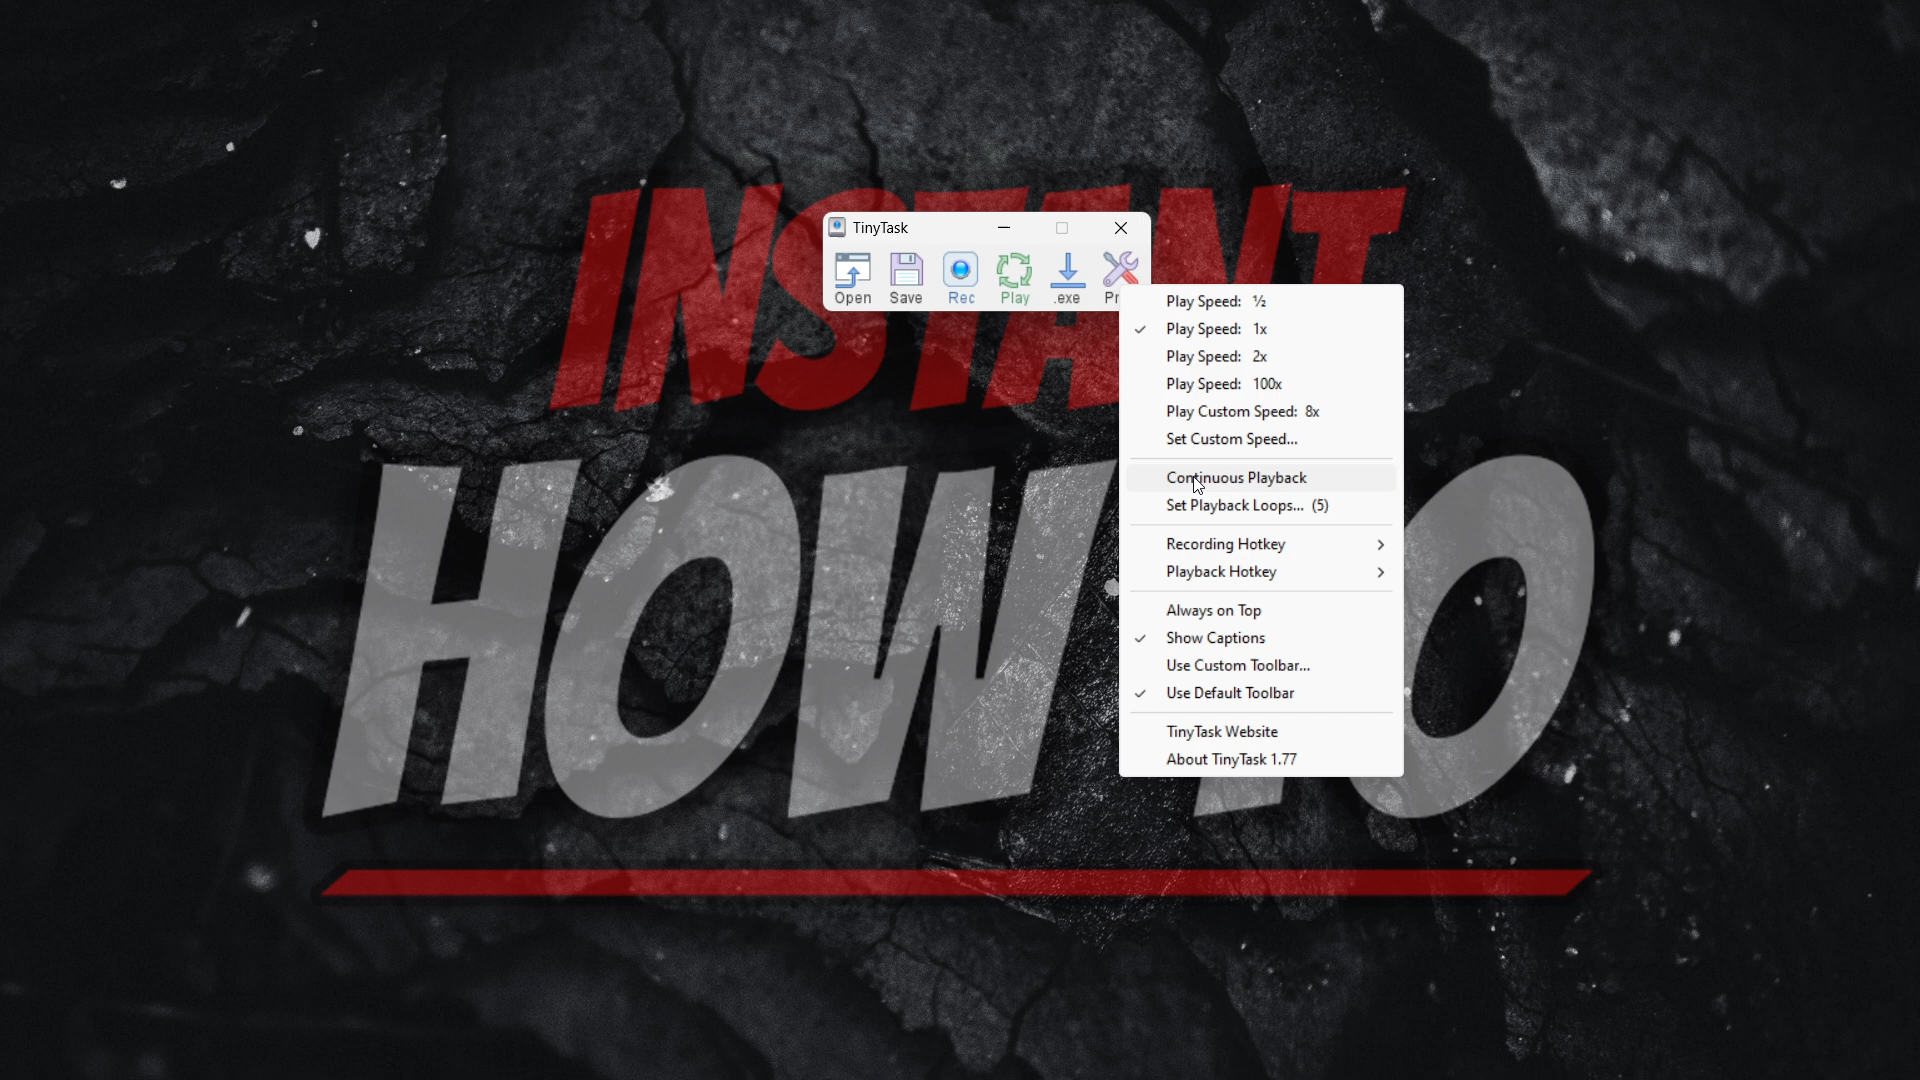 INSTANT
TinyTask
Open Save Rec Play .exe Pr
Play Speed: ½
✓ Play Speed: 1x
Play Speed: 2x
Play Speed: 100x
Play Custom Speed: 8x
Set Custom Speed...
Continuous Playback
Set Playback Loops... (5)
Recording Hotkey >
Playback Hotkey >
Always on Top
✓ Show Captions
Use Custom Toolbar...
✓ Use Default Toolbar
TinyTask Website
About TinyTask 1.77
HOW TO